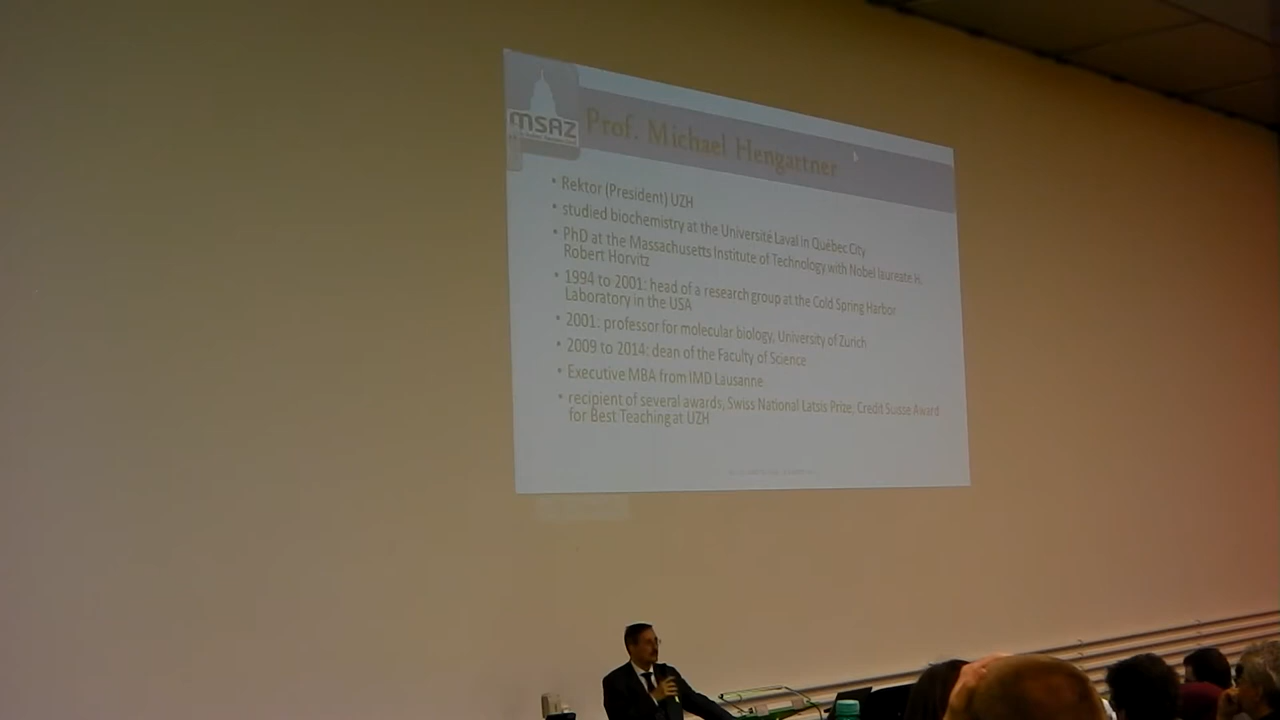 msaz
Prof. Michael Hengartner
• Rektor (President) UZH
• studied biochemistry at the Université Laval in Québec City
• PhD at the Massachusetts Institute of Technology with Nobel laureate H.
Robert Horvitz
• 1994 to 2001: head of a research group at the Cold Spring Harbor
Laboratory in the USA
• 2001: professor for molecular biology, University of Zurich
• 2009 to 2014: dean of the Faculty of Science
• Executive MBA from IMD Lausanne
• recipient of several awards, Swiss National Latsis Prize, Credit Suisse Award
for Best Teaching at UZH